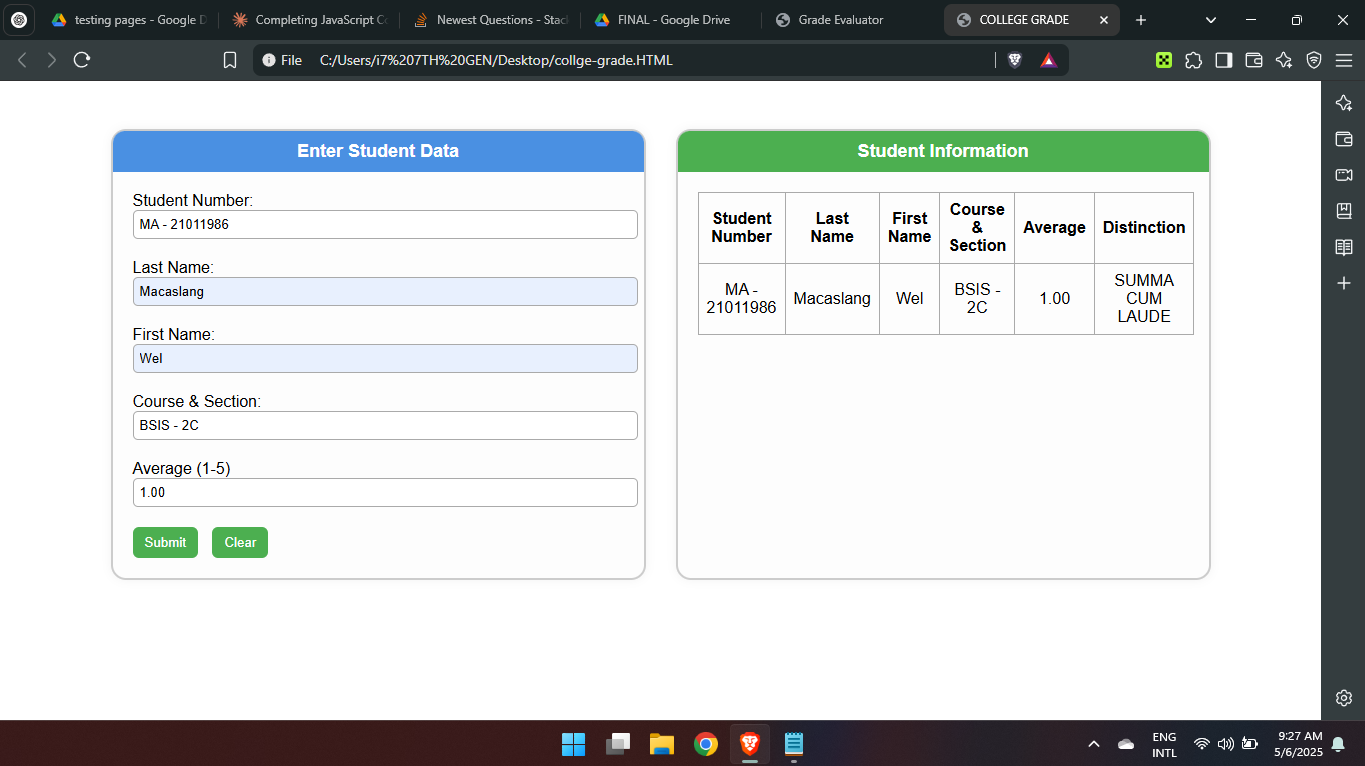 testing pages - Google D
Completing JavaScript Co
Newest Questions - Stack
FINAL - Google Drive
Grade Evaluator
COLLEGE GRADE
File
C:/Users/i7%207TH%20GEN/Desktop/collge-grade.HTML
Enter Student Data
Student Number:
MA - 21011986
Last Name:
Macaslang
First Name:
Wel
Course & Section:
BSIS - 2C
Average (1-5)
1.00
Submit
Clear
Student Information
Student
Number
Last
Name
First
Name
Course
&
Section
Average
Distinction
MA -
21011986
Macaslang
Wel
BSIS -
2C
1.00
SUMMA
CUM
LAUDE
ENG
INTL
9:27 AM
5/6/2025